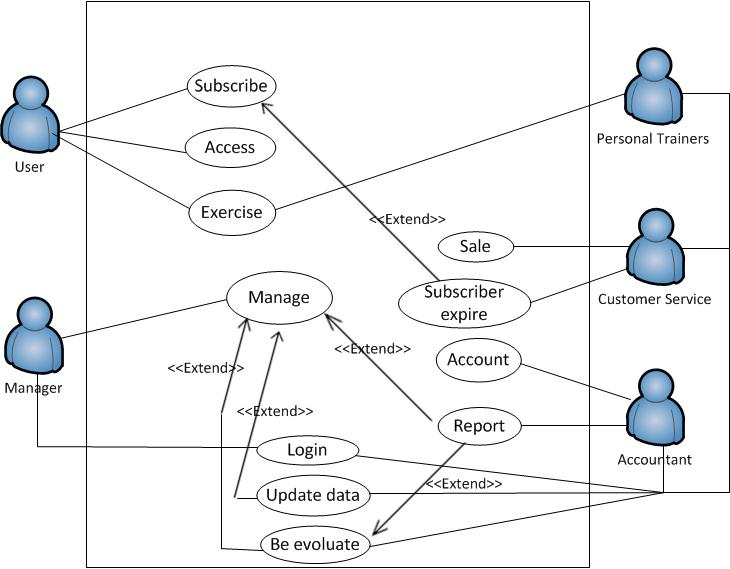 Subscribe
Personal Trainers
Access
User
Exercise
<<Extend>>
Sale
Subscriber
expire
Customer Service
Manage
<<Extend>>
<<Extend>>
Account
Manager
<<Extend>>
Report
Login
Accountant
<<Extend>>
Update data
Be evoluate